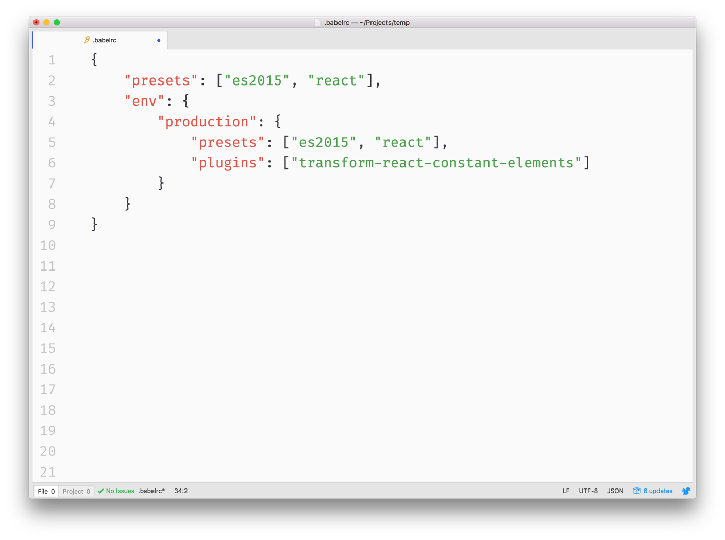 .babelrc — ~/Projects/temp
.babelrc
1 {
2 "presets": ["es2015", "react"],
3 "env": {
4 "production": {
5 "presets": ["es2015", "react"],
6 "plugins": ["transform-react-constant-elements"]
7 }
8 }
9 }
10
11
12
13
14
15
16
17
18
19
20
21
File 0 Project 0 No Issues .babelrc* 34:2 LF UTF-8 JSON 8 updates